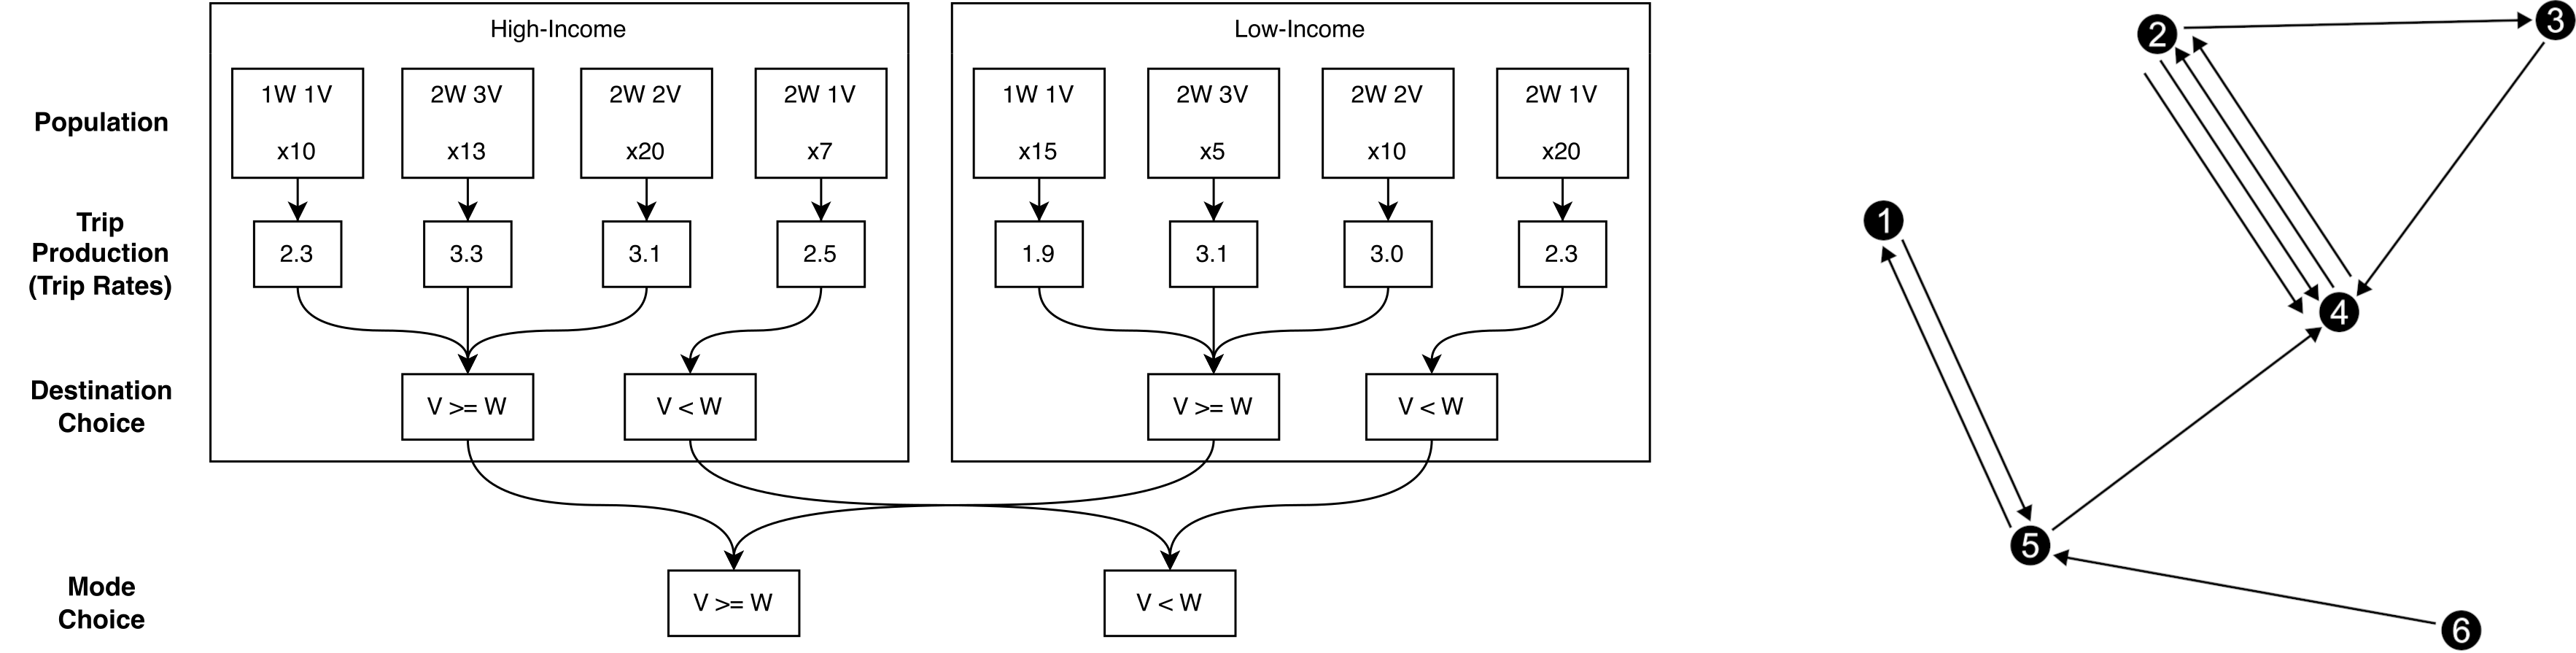 High-Income
Low-Income
Population
1W 1V
x10
2W 3V
x13
2W 2V
x20
2W 1V
x7
1W 1V
x15
2W 3V
x5
2W 2V
x10
2W 1V
x20
Trip
Production
(Trip Rates)
2.3
3.3
3.1
2.5
1.9
3.1
3.0
2.3
Destination
Choice
V >= W
V < W
V >= W
V < W
Mode
Choice
V >= W
V < W
1
2
3
4
5
6